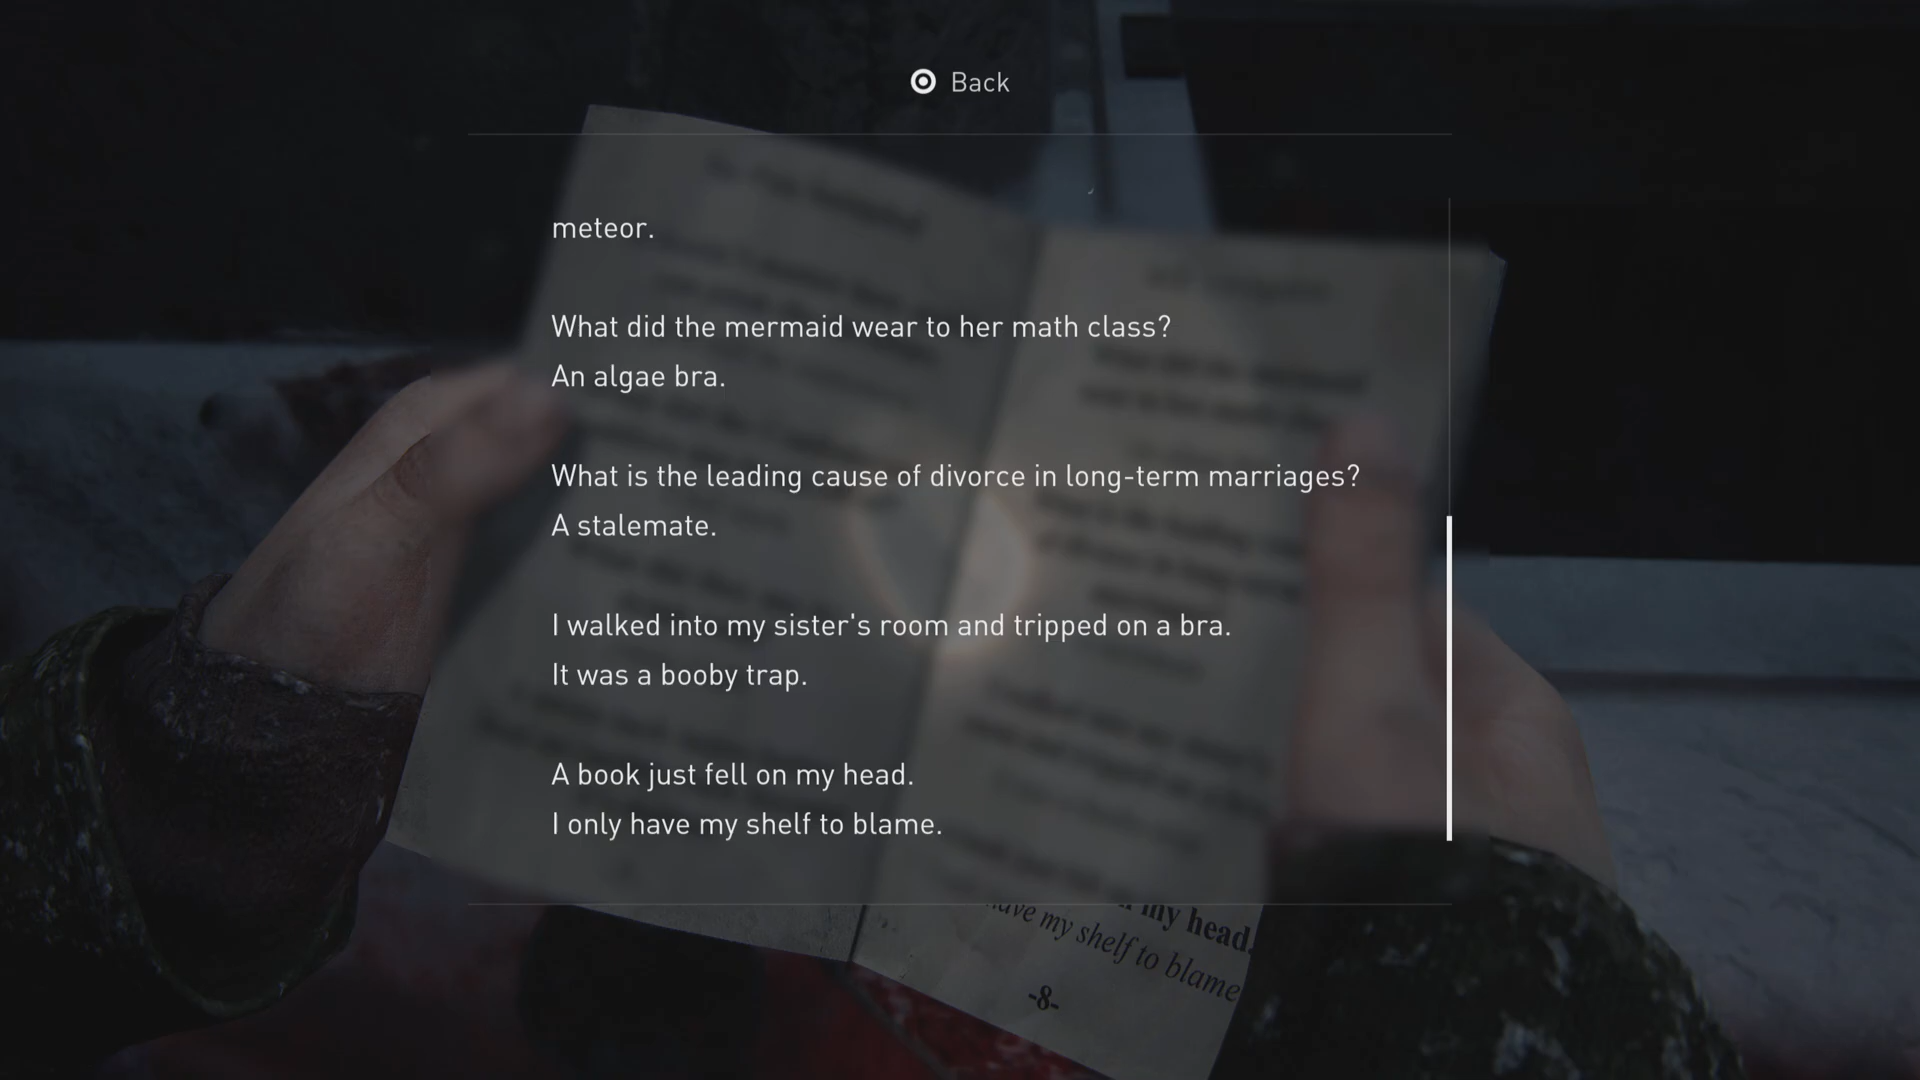 Back
meteor.
What did the mermaid wear to her math class?
An algae bra.
What is the leading cause of divorce in long-term marriages?
A stalemate.
I walked into my sister's room and tripped on a bra.
It was a booby trap.
A book just fell on my head.
I only have my shelf to blame.
my head.
have my shelf to blame
-8-